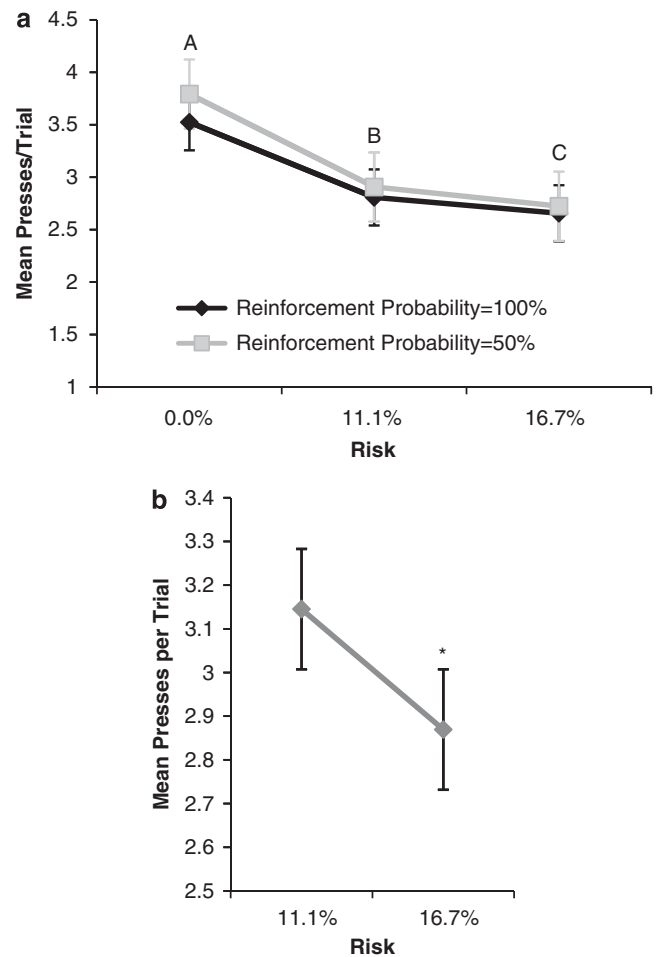 a
4.5
4
3.5
3
2.5
2
1.5
1
Mean Presses/Trial
A
B
C
Reinforcement Probability=100%
Reinforcement Probability=50%
0.0% 11.1% 16.7%
Risk
b
3.4
3.3
3.2
3.1
3
2.9
2.8
2.7
2.6
2.5
Mean Presses per Trial
*
11.1% 16.7%
Risk